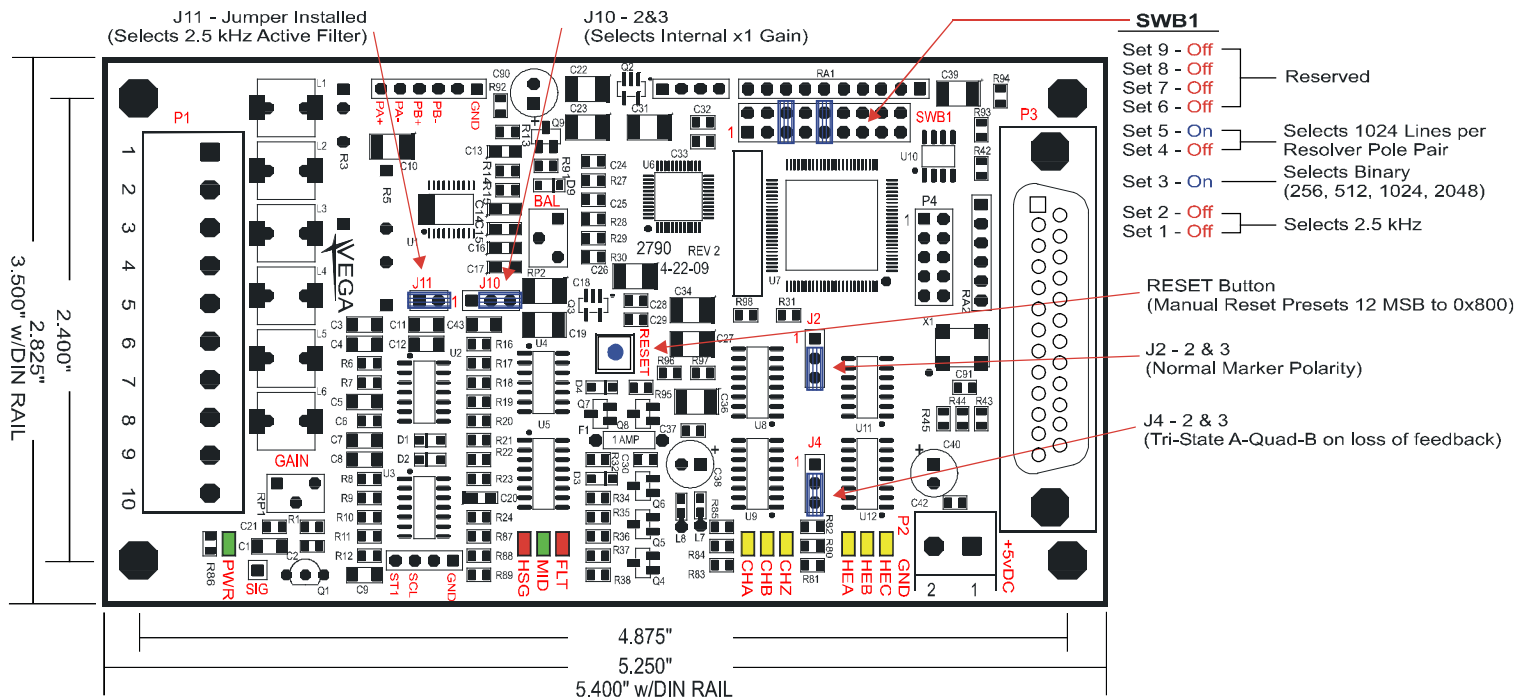 J11 - Jumper Installed
(Selects 2.5 kHz Active Filter)
J10 - 2&3
(Selects Internal x1 Gain)
SWB1
Set 9 - Off
Set 8 - Off
Set 7 - Off
Set 6 - Off
Reserved
Set 5 - On
Set 4 - Off
Selects 1024 Lines per
Resolver Pole Pair
Set 3 - On
Selects Binary
(256, 512, 1024, 2048)
Set 2 - Off
Set 1 - Off
Selects 2.5 kHz
RESET Button
(Manual Reset Presets 12 MSB to 0x800)
J2 - 2 & 3
(Normal Marker Polarity)
J4 - 2 & 3
(Tri-State A-Quad-B on loss of feedback)
3.500" w/DIN RAIL
2.825"
2.400"
4.875"
5.250"
5.400" w/DIN RAIL
P1
1
2
3
4
5
6
7
8
9
10
L1
L2
L3
L4
L5
L6
R3
R5
VEGA
GAIN
RP1
C21
R1
C1
C2
R86
PWR
SIG
Q1
C9
PA+
PA-
PB+
PB-
GND
C10
U1
J11
1
J10
C3
C4
R6
R7
C5
C6
C7
C8
R8
R9
R10
R11
R12
C11
C12
C43
U2
D1
D2
U3
ST1
SCL
GND
R92
C90
R13
C13
R14
R15
C14
C15
C16
C17
Q9
R91
D9
BAL
RP2
C18
Q3
C19
C22
C23
Q2
C31
C32
C24
R27
C25
R28
R29
R30
C26
U6
C33
2790
REV 2
4-22-09
C28
C29
C34
C27
RESET
R96
R97
R16
R17
R18
R19
R20
R21
R22
R23
C20
R24
R87
R88
R89
U4
U5
D4
Q7
Q8
R95
C36
F1
1 AMP
C37
R32
C30
D3
R34
R35
R36
R37
R38
Q6
Q5
Q4
C38
L8
L7
R85
R84
R83
HSG
MID
FLT
RA1
1
SWB1
C39
R94
R93
R42
U10
P3
U7
R98
R31
P4
1
RA2
X1
J2
1
J4
1
U8
U11
U9
U12
C91
R45
R44
R43
C40
C42
R82
R80
R81
CHA
CHB
CHZ
HEA
HEB
HEC
P2
GND
2
1
+5vDC